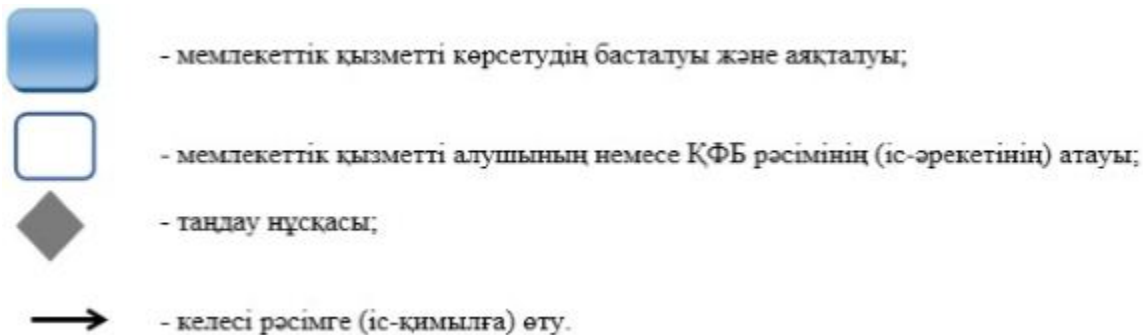 - мемлекеттік қызметті көрсетудің басталуы және аяқталуы;
- мемлекеттік қызметті алушының немесе ҚФБ рәсімінің (іс-әрекетінің) атауы;
- таңдау нұсқасы;
- келесі рәсімге (іс-қимылға) өту.